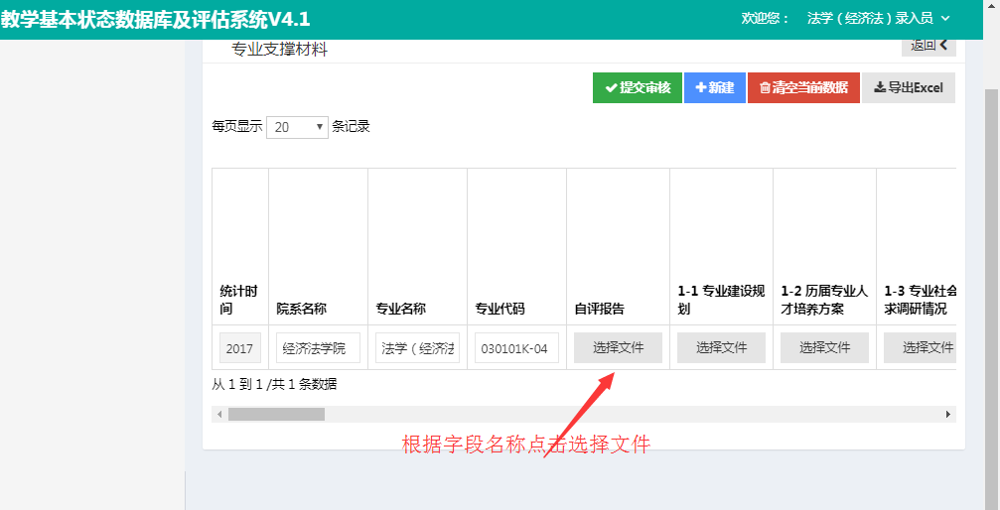 教学基本状态数据库及评估系统V4.1
欢迎您： 法学（经济法）录入员
专业支撑材料
返回
提交审核 新建 清空当前数据 导出Excel
每页显示 20 条记录
统计时间 院系名称 专业名称 专业代码 自评报告 1-1 专业建设规划 1-2 历届专业人才培养方案 1-3 专业社会求调研情况
2017 经济法学院 法学（经济法 030101K-04 选择文件 选择文件 选择文件 选择文件
从 1 到 1 /共 1 条数据
根据字段名称点击选择文件